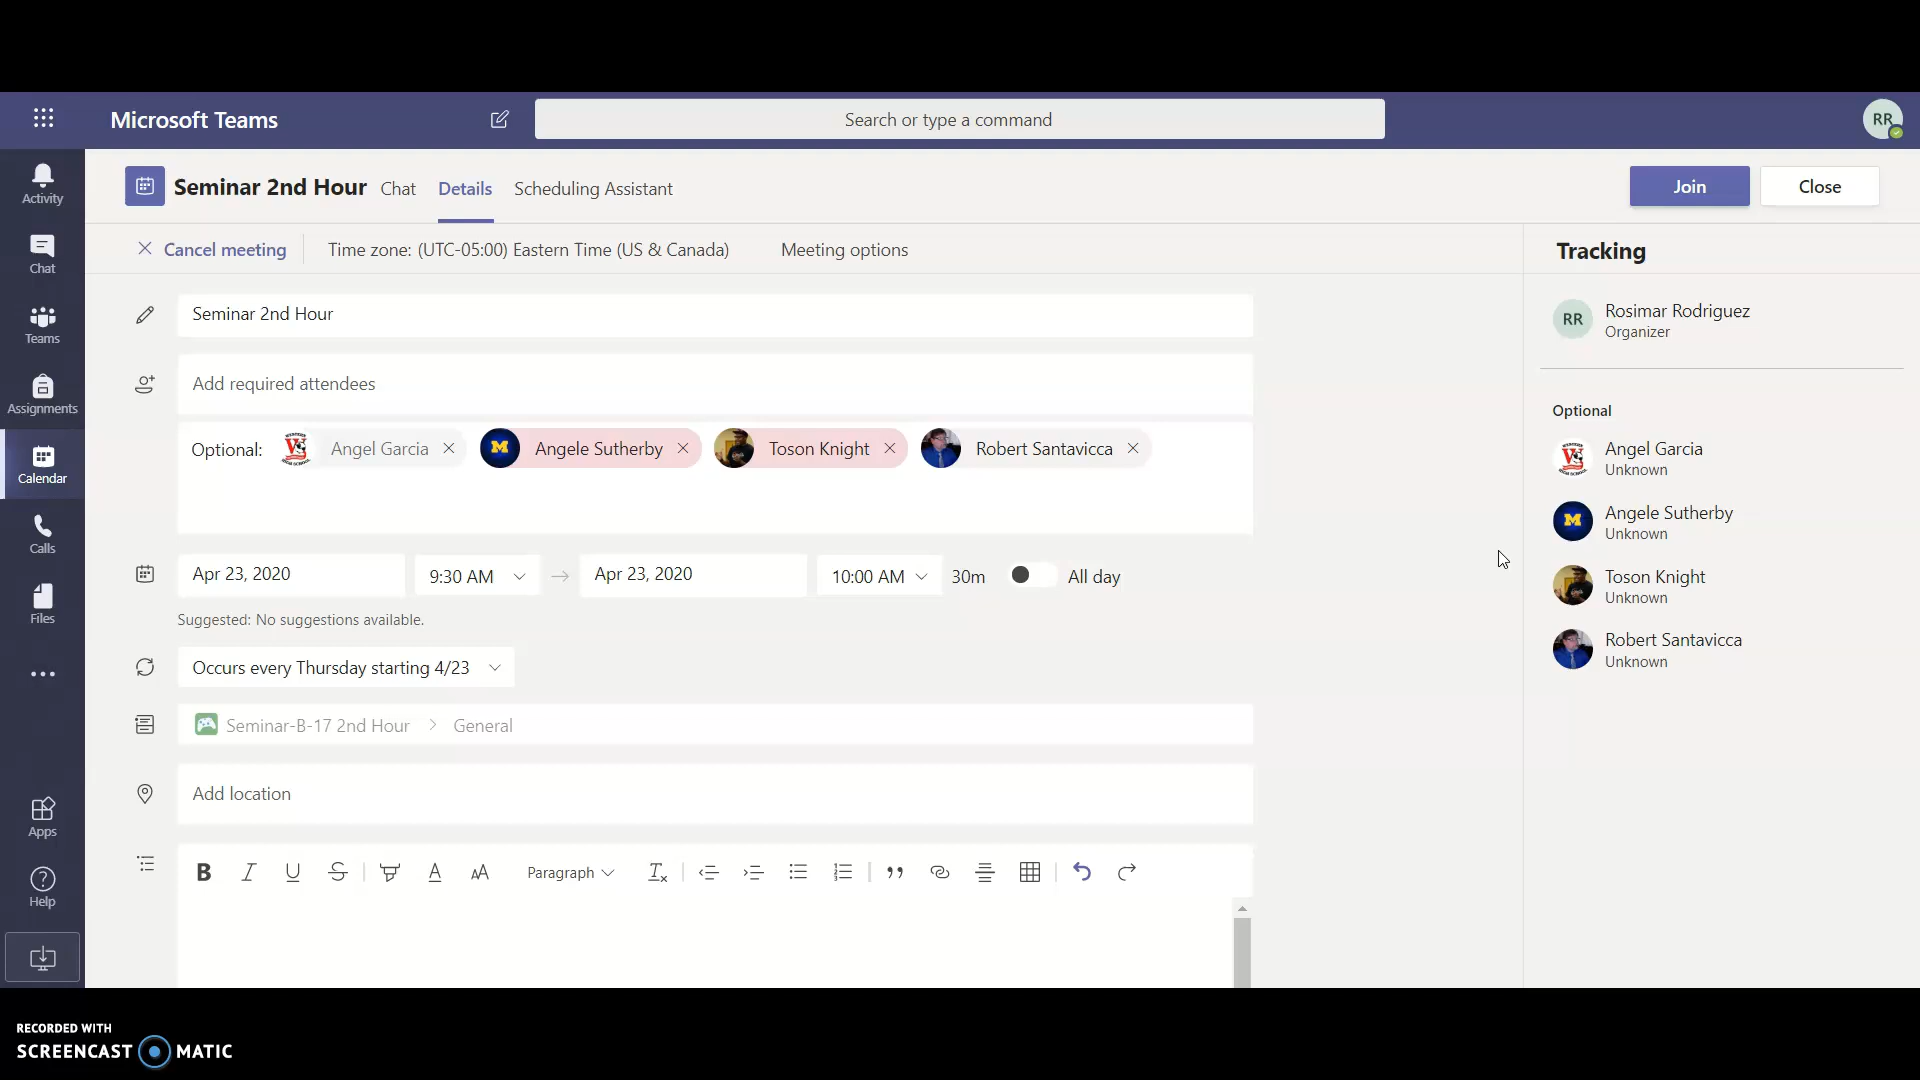 Microsoft Teams
Search or type a command
RR
Activity
Chat
Teams
Assignments
Calendar
Calls
Files
Apps
Help
Seminar 2nd Hour
Chat
Details
Scheduling Assistant
Join
Close
Cancel meeting
Time zone: (UTC-05:00) Eastern Time (US & Canada)
Meeting options
Seminar 2nd Hour
Add required attendees
Optional: Angel Garcia Angele Sutherby Toson Knight Robert Santavicca
Apr 23, 2020 9:30 AM Apr 23, 2020 10:00 AM 30m All day
Suggested: No suggestions available.
Occurs every Thursday starting 4/23
Seminar-B-17 2nd Hour > General
Add location
Paragraph
Tracking
RR
Rosimar Rodriguez
Organizer
Optional
Angel Garcia
Unknown
Angele Sutherby
Unknown
Toson Knight
Unknown
Robert Santavicca
Unknown
RECORDED WITH
SCREENCAST MATIC